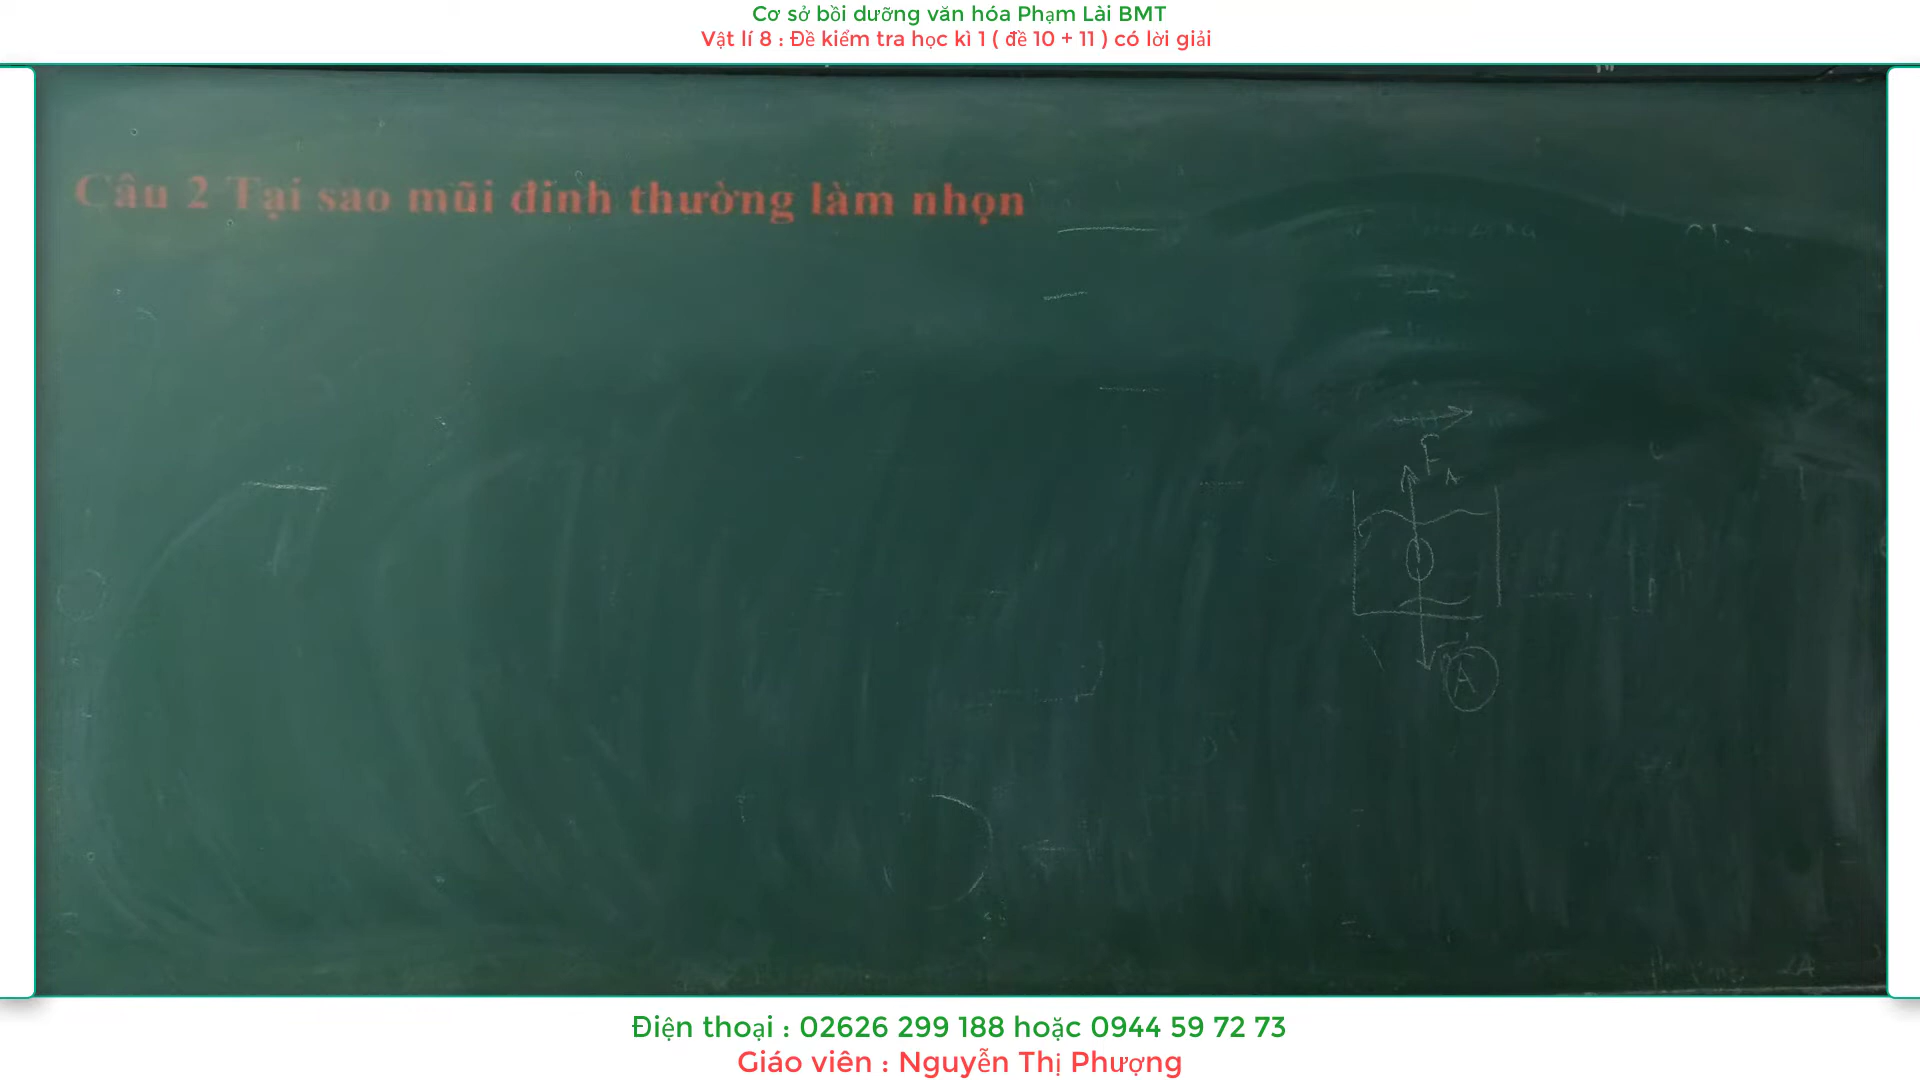 Cơ sở bồi dưỡng văn hóa Phạm Lài BMT
Vật lí 8 : Đề kiểm tra học kì 1 ( đề 10 + 11 ) có lời giải
Câu 2 Tại sao mũi đinh thường làm nhọn
F A
A
Điện thoại : 02626 299 188 hoặc 0944 59 72 73
Giáo viên : Nguyễn Thị Phượng